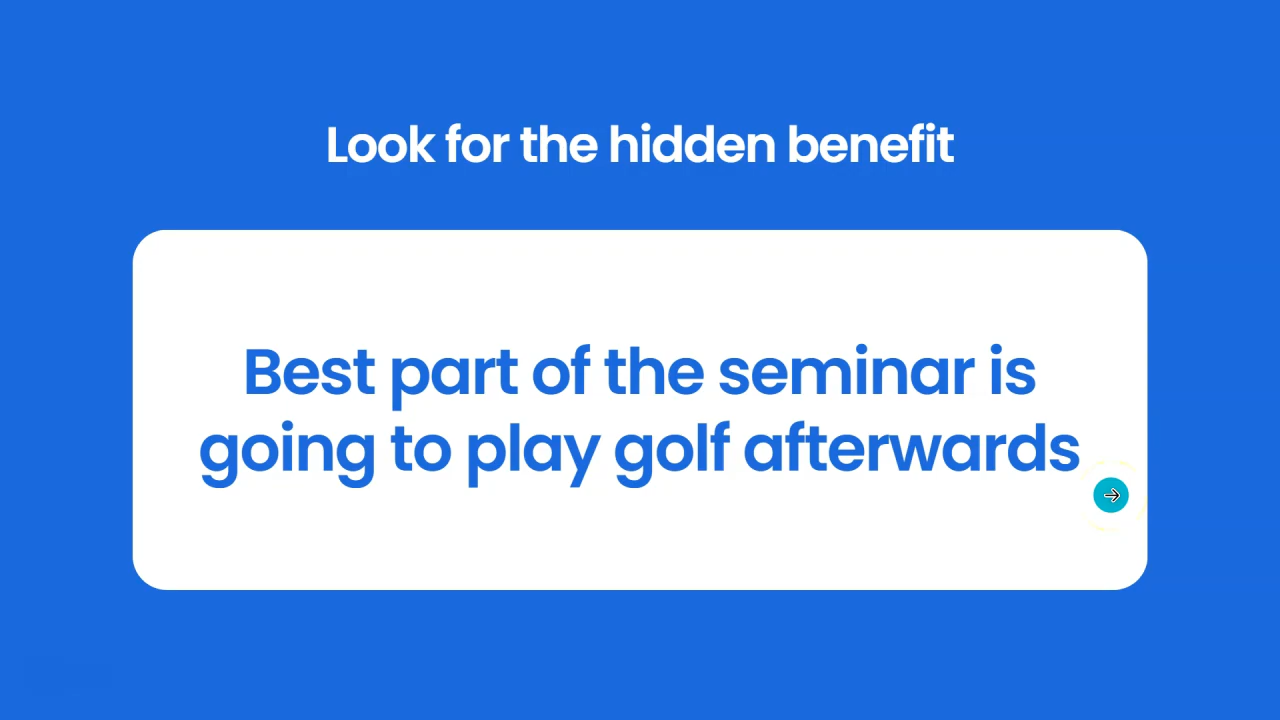 Look for the hidden benefit
Best part of the seminar is
going to play golf afterwards